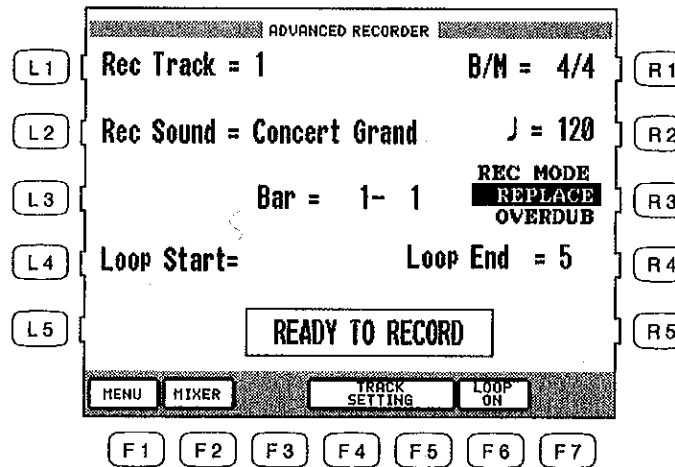 ADVANCED RECORDER
L1 Rec Track = 1 B/M = 4/4 R1
L2 Rec Sound = Concert Grand ♩ = 120 R2
REC MODE
L3 Bar = 1- 1 REPLACE R3
OVERDUB
L4 Loop Start= Loop End = 5 R4
L5 READY TO RECORD R5
MENU MIXER TRACK SETTING LOOP ON
F1 F2 F3 F4 F5 F6 F7